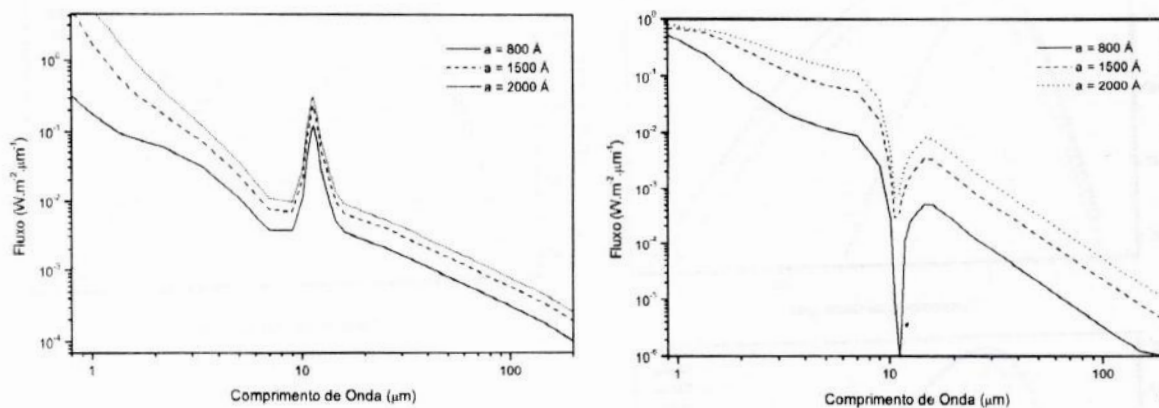 10⁰
10⁻¹
10⁻²
10⁻³
10⁻⁴
Fluxo (W.m⁻².µm⁻¹)
a = 800 Å
a = 1500 Å
a = 2000 Å
1
10
100
Comprimento de Onda (µm)
10⁰
10⁻¹
10⁻²
10⁻³
10⁻⁴
10⁻⁵
10⁻⁶
Fluxo (W.m⁻².µm⁻¹)
a = 800 Å
a = 1500 Å
a = 2000 Å
1
10
100
Comprimento de Onda (µm)